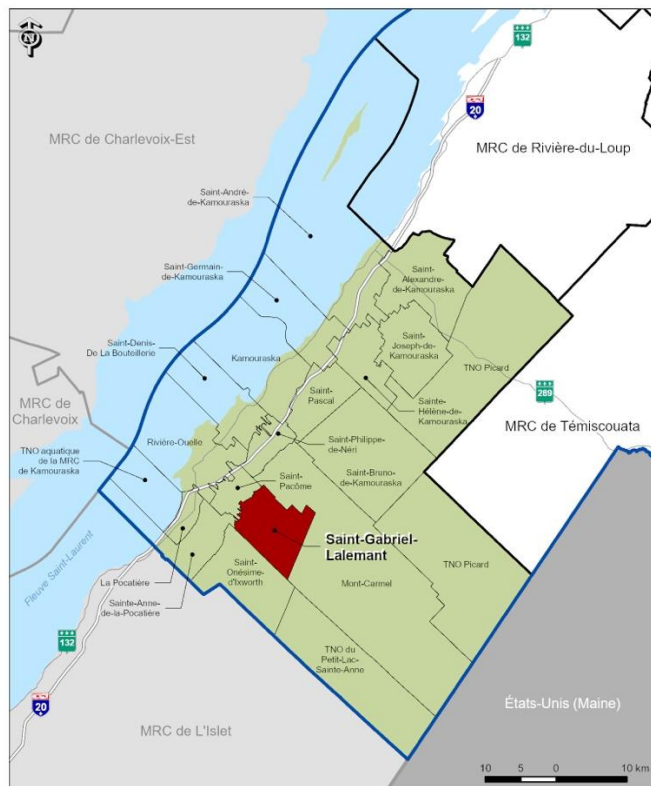 N
132
20
MRC de Charlevoix-Est
MRC de Rivière-du-Loup
Saint-André-
de-Kamouraska
Saint-Germain-
de-Kamouraska
Saint-
Alexandre-
de-Kamouraska
Saint-Denis-
De La Bouteillerie
Kamouraska
Saint-
Joseph-de-
Kamouraska
TNO Picard
Saint-
Pascal
289
MRC de
Charlevoix
Sainte-
Hélène-de-
Kamouraska
MRC de Témiscouata
TNO aquatique
de la MRC
de Kamouraska
Rivière-Ouelle
Saint-Philippe-
de-Néri
Saint-
Pacôme
Saint-Bruno-
de-Kamouraska
Saint-Gabriel-
Lalemant
Fleuve Saint-Laurent
La Pocatière
Saint-
Onésime-
d'Ixworth
Mont-Carmel
TNO Picard
Sainte-Anne-
de-la-Pocatière
132
TNO du
Petit-Lac-
Sainte-Anne
20
MRC de L'Islet
États-Unis (Maine)
10 5 0 10 km